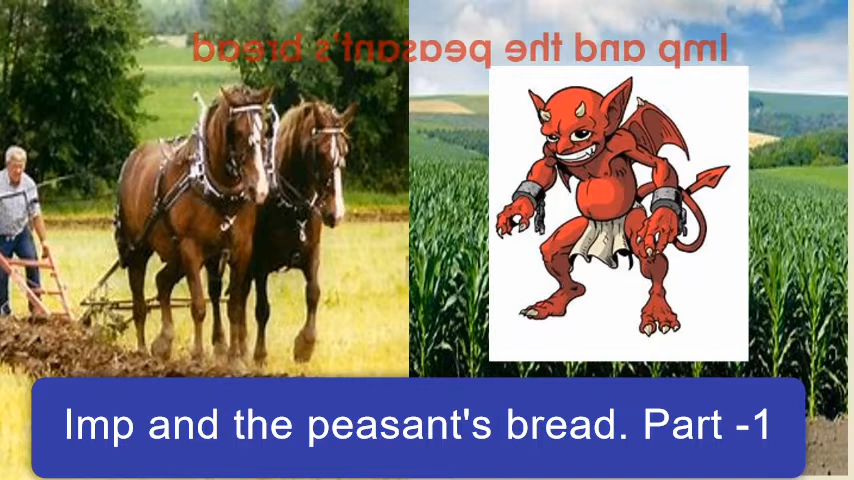 Imp and the peasant's bread
Imp and the peasant's bread. Part -1